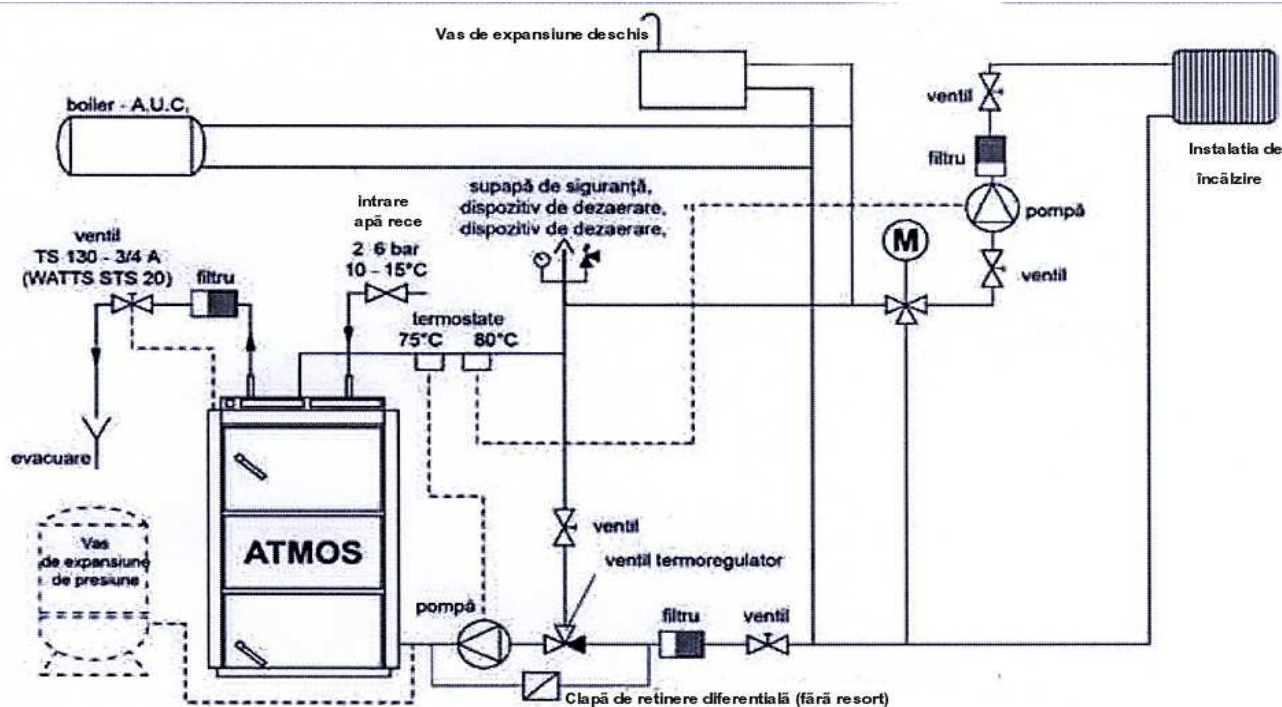 Vas de expansiune deschis
boiler - A.U.C.
ventil
filtru
Instalatia de
încălzire
pompă
supapă de siguranță,
dispozitiv de dezaerare,
dispozitiv de dezaerare,
intrare
apă rece
2 6 bar
10 - 15°C
ventil
TS 130 - 3/4 A
(WATTS STS 20)
filtru
M
ventil
termostate
75°C 80°C
evacuare
Vas
de expansiune
de presiune
ATMOS
ventil
ventil termoregulator
pompă
filtru
ventil
Clapă de retinere diferentială (fără resort)